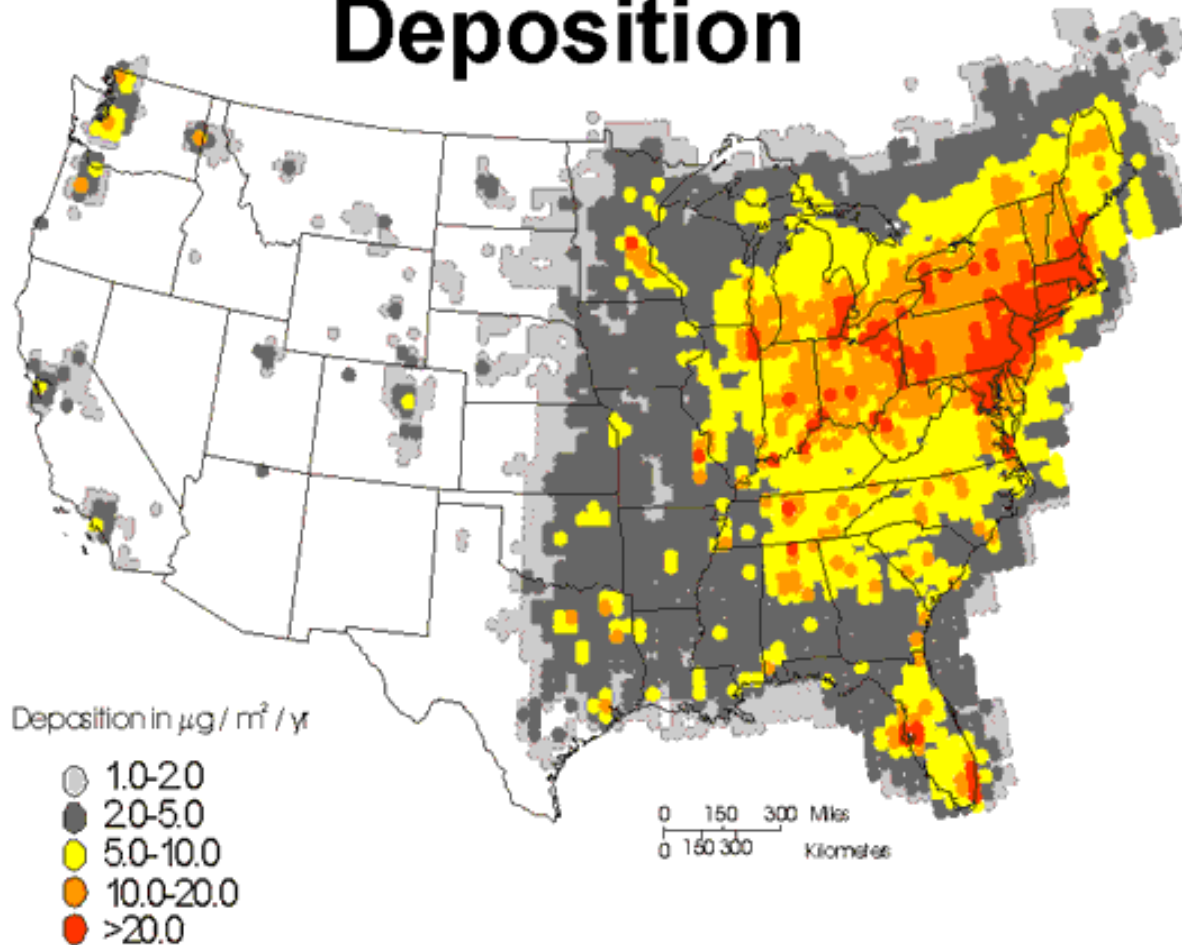 Deposition
Deposition in µg / m² / yr
1.0-2.0
2.0-5.0
5.0-10.0
10.0-20.0
>20.0
0 150 300 Miles
0 150 300 Kilometers